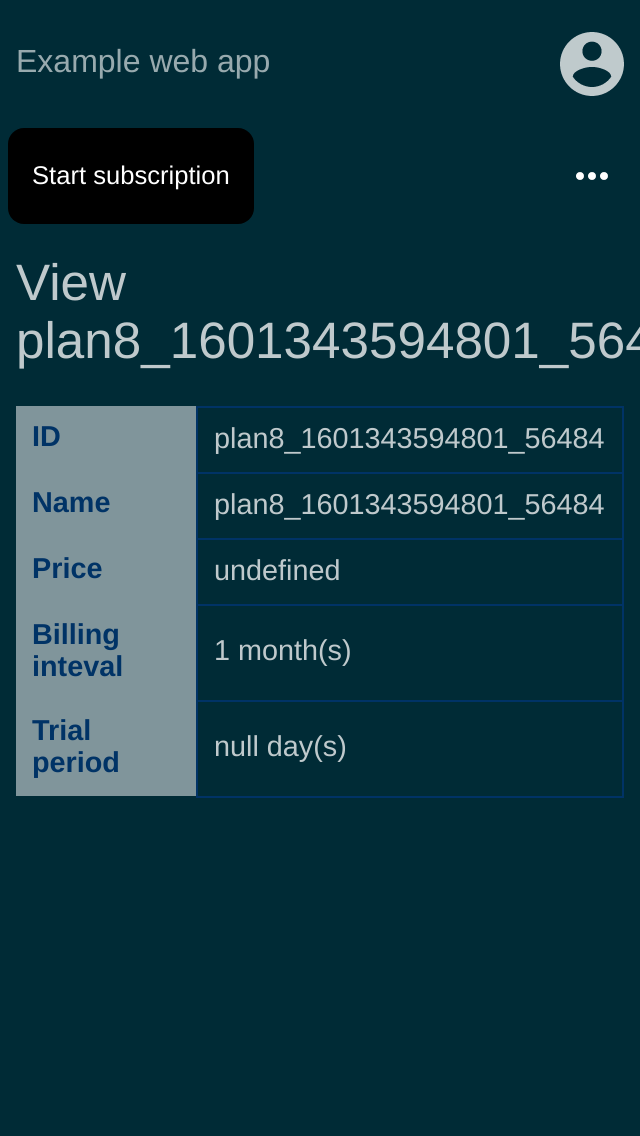 Example web app
Start subscription
View
plan8_1601343594801_564
ID
plan8_1601343594801_56484
Name
plan8_1601343594801_56484
Price
undefined
Billing
inteval
1 month(s)
Trial
period
null day(s)